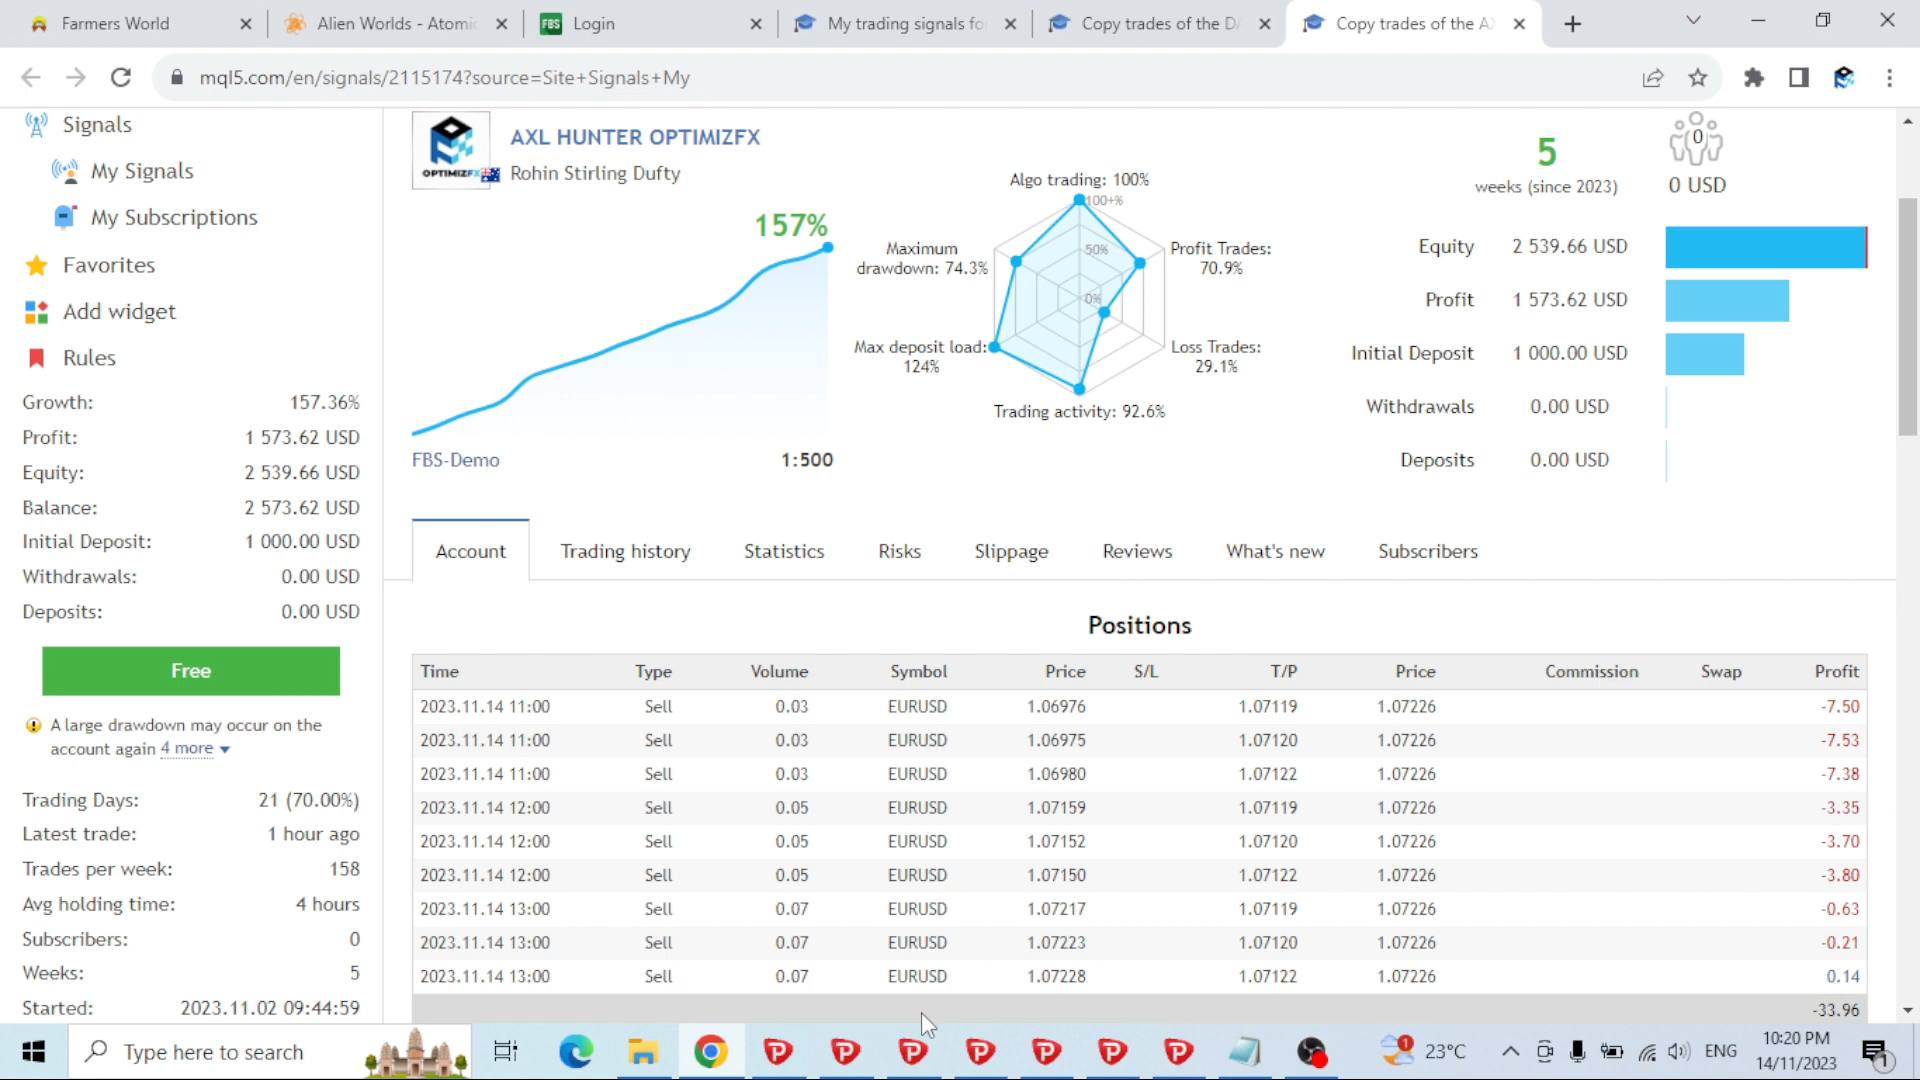 Farmers World
Alien Worlds - Atomic
FBS Login
My trading signals fo
Copy trades of the D
Copy trades of the A
mql5.com/en/signals/2115174?source=Site+Signals+My
Signals
My Signals
My Subscriptions
Favorites
Add widget
Rules
Growth: 157.36%
Profit: 1 573.62 USD
Equity: 2 539.66 USD
Balance: 2 573.62 USD
Initial Deposit: 1 000.00 USD
Withdrawals: 0.00 USD
Deposits: 0.00 USD
Free
A large drawdown may occur on the
account again 4 more
Trading Days: 21 (70.00%)
Latest trade: 1 hour ago
Trades per week: 158
Avg holding time: 4 hours
Subscribers: 0
Weeks: 5
Started: 2023.11.02 09:44:59
OPTIMIZFX
AXL HUNTER OPTIMIZFX
Rohin Stirling Dufty
157%
FBS-Demo 1:500
Algo trading: 100%
100+%
50%
0%
Maximum
drawdown: 74.3%
Profit Trades:
70.9%
Max deposit load:
124%
Loss Trades:
29.1%
Trading activity: 92.6%
5
weeks (since 2023)
0
0 USD
Equity 2 539.66 USD
Profit 1 573.62 USD
Initial Deposit 1 000.00 USD
Withdrawals 0.00 USD
Deposits 0.00 USD
Account Trading history Statistics Risks Slippage Reviews What's new Subscribers
Positions
Time Type Volume Symbol Price S/L T/P Price Commission Swap Profit
2023.11.14 11:00 Sell 0.03 EURUSD 1.06976 1.07119 1.07226 -7.50
2023.11.14 11:00 Sell 0.03 EURUSD 1.06975 1.07120 1.07226 -7.53
2023.11.14 11:00 Sell 0.03 EURUSD 1.06980 1.07122 1.07226 -7.38
2023.11.14 12:00 Sell 0.05 EURUSD 1.07159 1.07119 1.07226 -3.35
2023.11.14 12:00 Sell 0.05 EURUSD 1.07152 1.07120 1.07226 -3.70
2023.11.14 12:00 Sell 0.05 EURUSD 1.07150 1.07122 1.07226 -3.80
2023.11.14 13:00 Sell 0.07 EURUSD 1.07217 1.07119 1.07226 -0.63
2023.11.14 13:00 Sell 0.07 EURUSD 1.07223 1.07120 1.07226 -0.21
2023.11.14 13:00 Sell 0.07 EURUSD 1.07228 1.07122 1.07226 0.14
-33.96
Type here to search
1
23°C
ENG
10:20 PM
14/11/2023
1